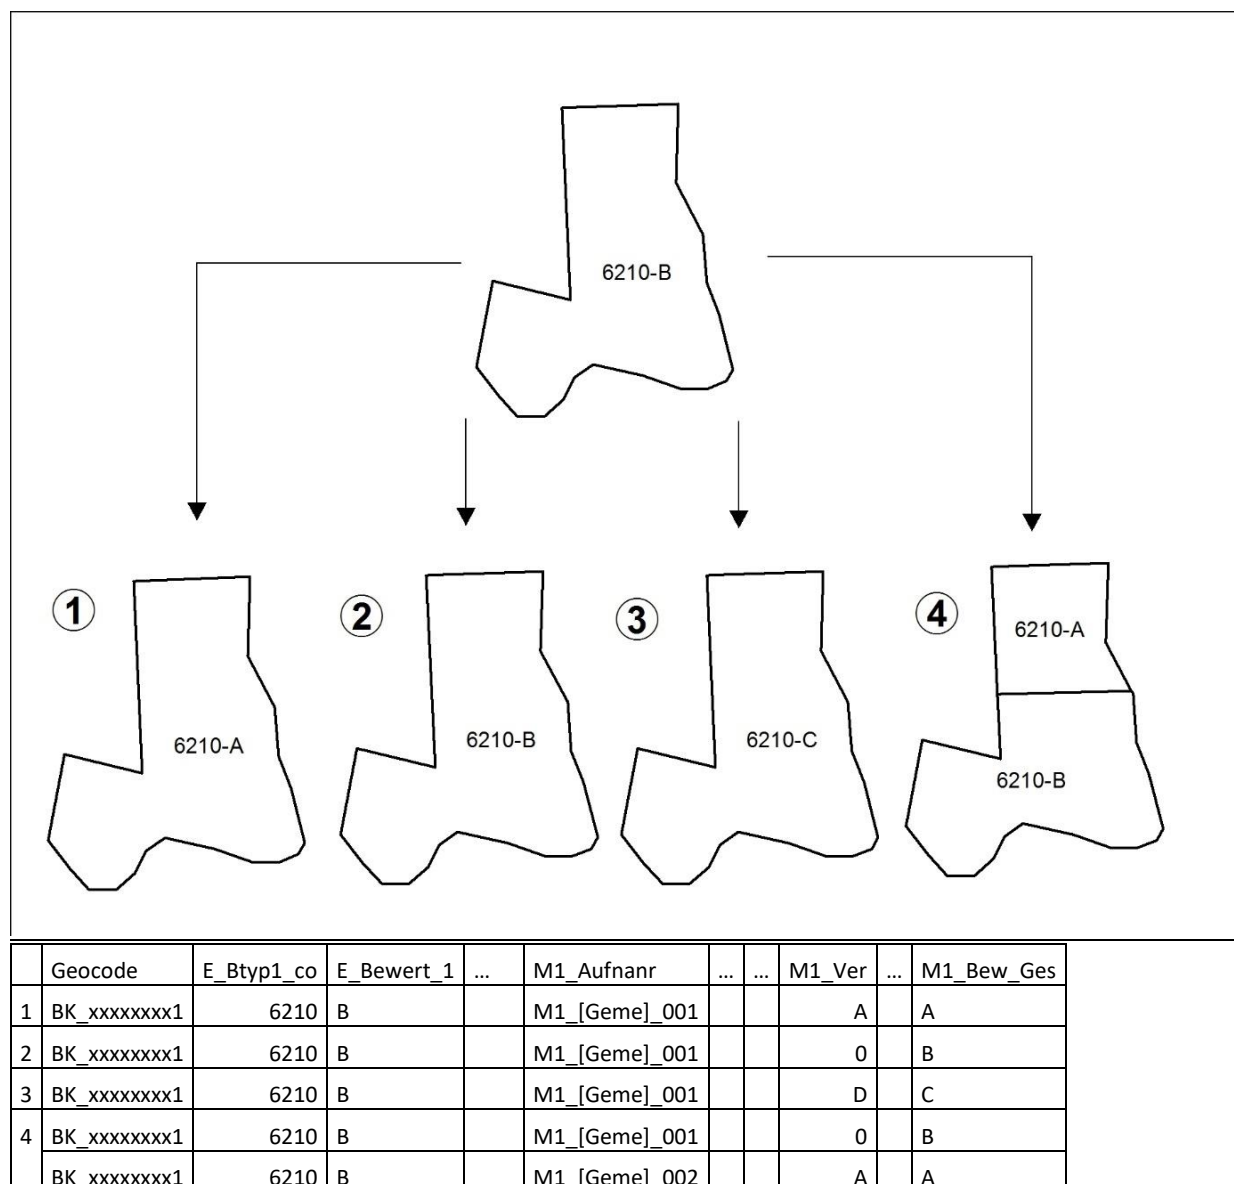 6210-B
1
2
3
4
6210-A
6210-A
6210-B
6210-C
6210-B
Geocode E_Btyp1_co E_Bewert_1 ... M1_Aufnanr ... ... M1_Ver ... M1_Bew_Ges
1 BK_xxxxxxxx1 6210 B M1_[Geme]_001 A A
2 BK_xxxxxxxx1 6210 B M1_[Geme]_001 0 B
3 BK_xxxxxxxx1 6210 B M1_[Geme]_001 D C
4 BK_xxxxxxxx1 6210 B M1_[Geme]_001 0 B
BK_xxxxxxxx1 6210 B M1_[Geme]_002 A A